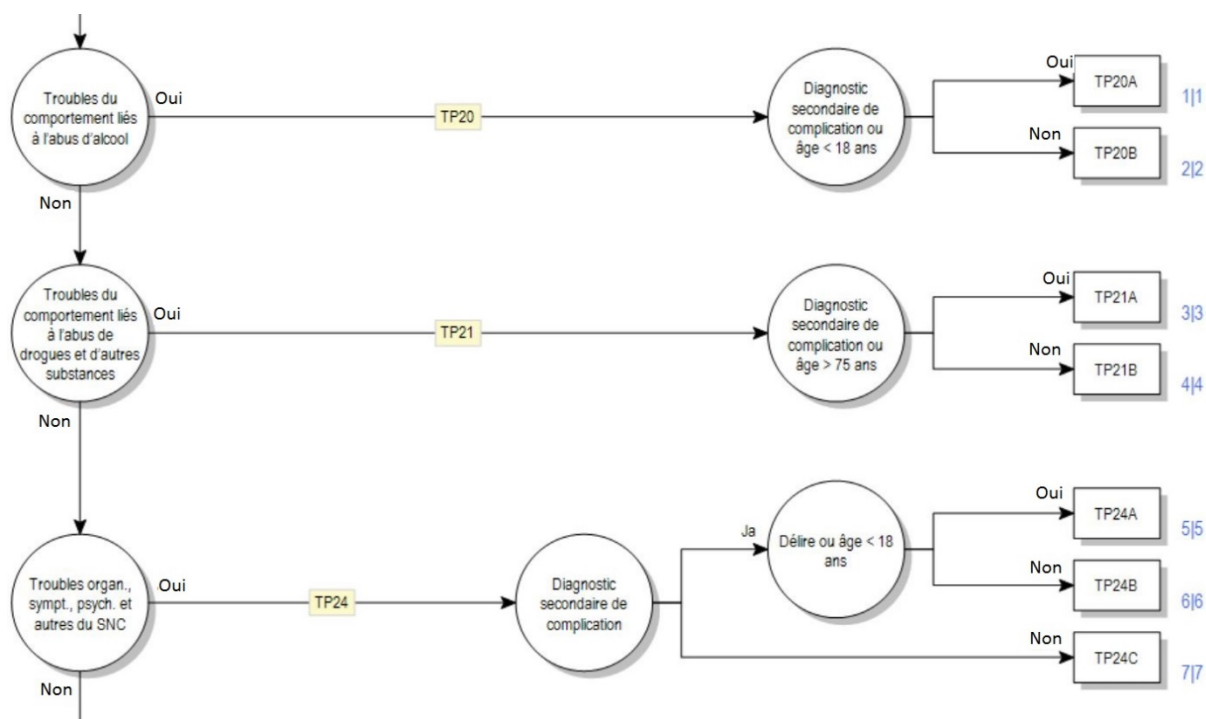 Troubles du
comportement liés
à l'abus d'alcool
Oui
TP20
Diagnostic
secondaire de
complication ou
âge < 18 ans
Oui
TP20A
1|1
Non
TP20B
2|2
Non
Troubles du
comportement liés
à l'abus de
drogues et d'autres
substances
Oui
TP21
Diagnostic
secondaire de
complication ou
âge > 75 ans
Oui
TP21A
3|3
Non
TP21B
4|4
Non
Troubles organ.,
sympt., psych. et
autres du SNC
Oui
TP24
Diagnostic
secondaire de
complication
Ja
Délire ou âge < 18
ans
Oui
TP24A
5|5
Non
TP24B
6|6
Non
TP24C
7|7
Non